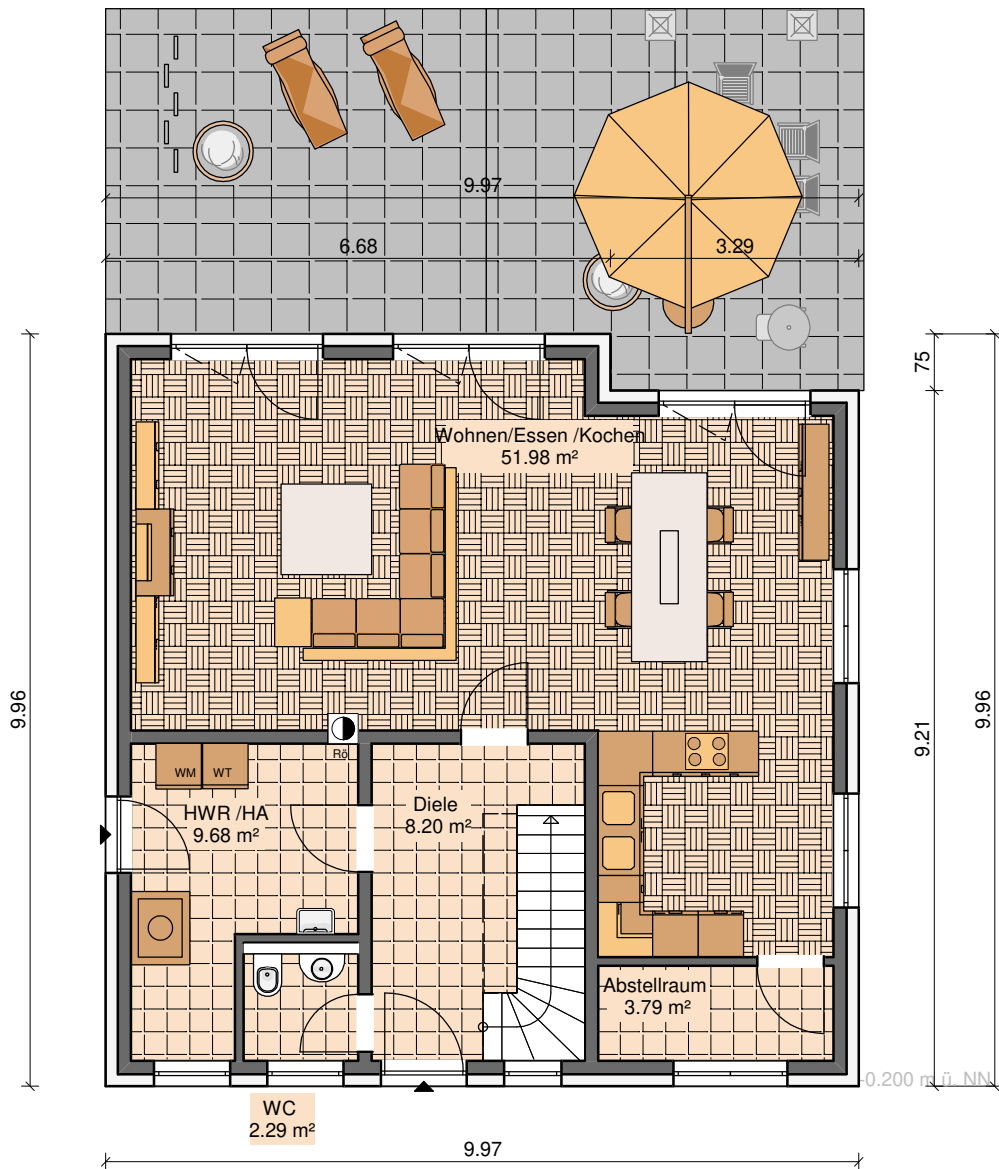 9.97
6.68
3.29
75
9.96
9.21
9.96
Wohnen/Essen /Kochen
51.98 m²
Rö
WM
WT
HWR /HA
9.68 m²
Diele
8.20 m²
Abstellraum
3.79 m²
-0.200 m ü. NN
WC
2.29 m²
9.97